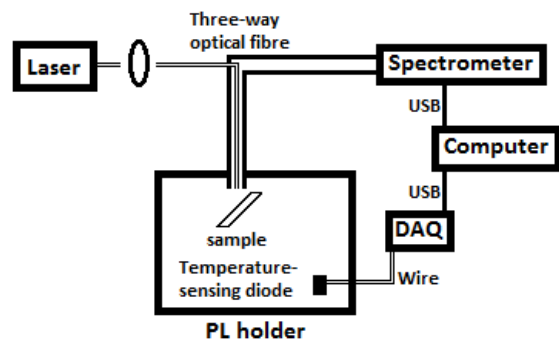 Three-way
optical fibre
Laser
Spectrometer
USB
Computer
USB
DAQ
sample
Temperature-
sensing diode
Wire
PL holder